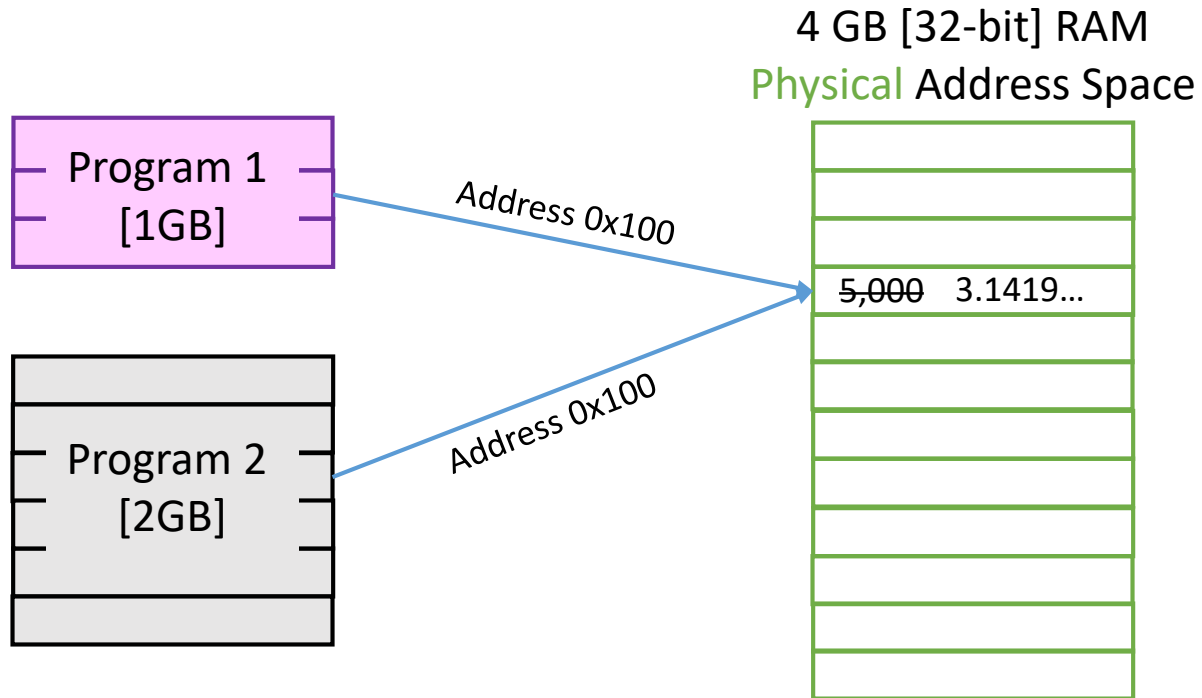 4 GB [32-bit] RAM
Physical Address Space
Program 1
[1GB]
Address 0x100
5,000 3.1419...
Address 0x100
Program 2
[2GB]